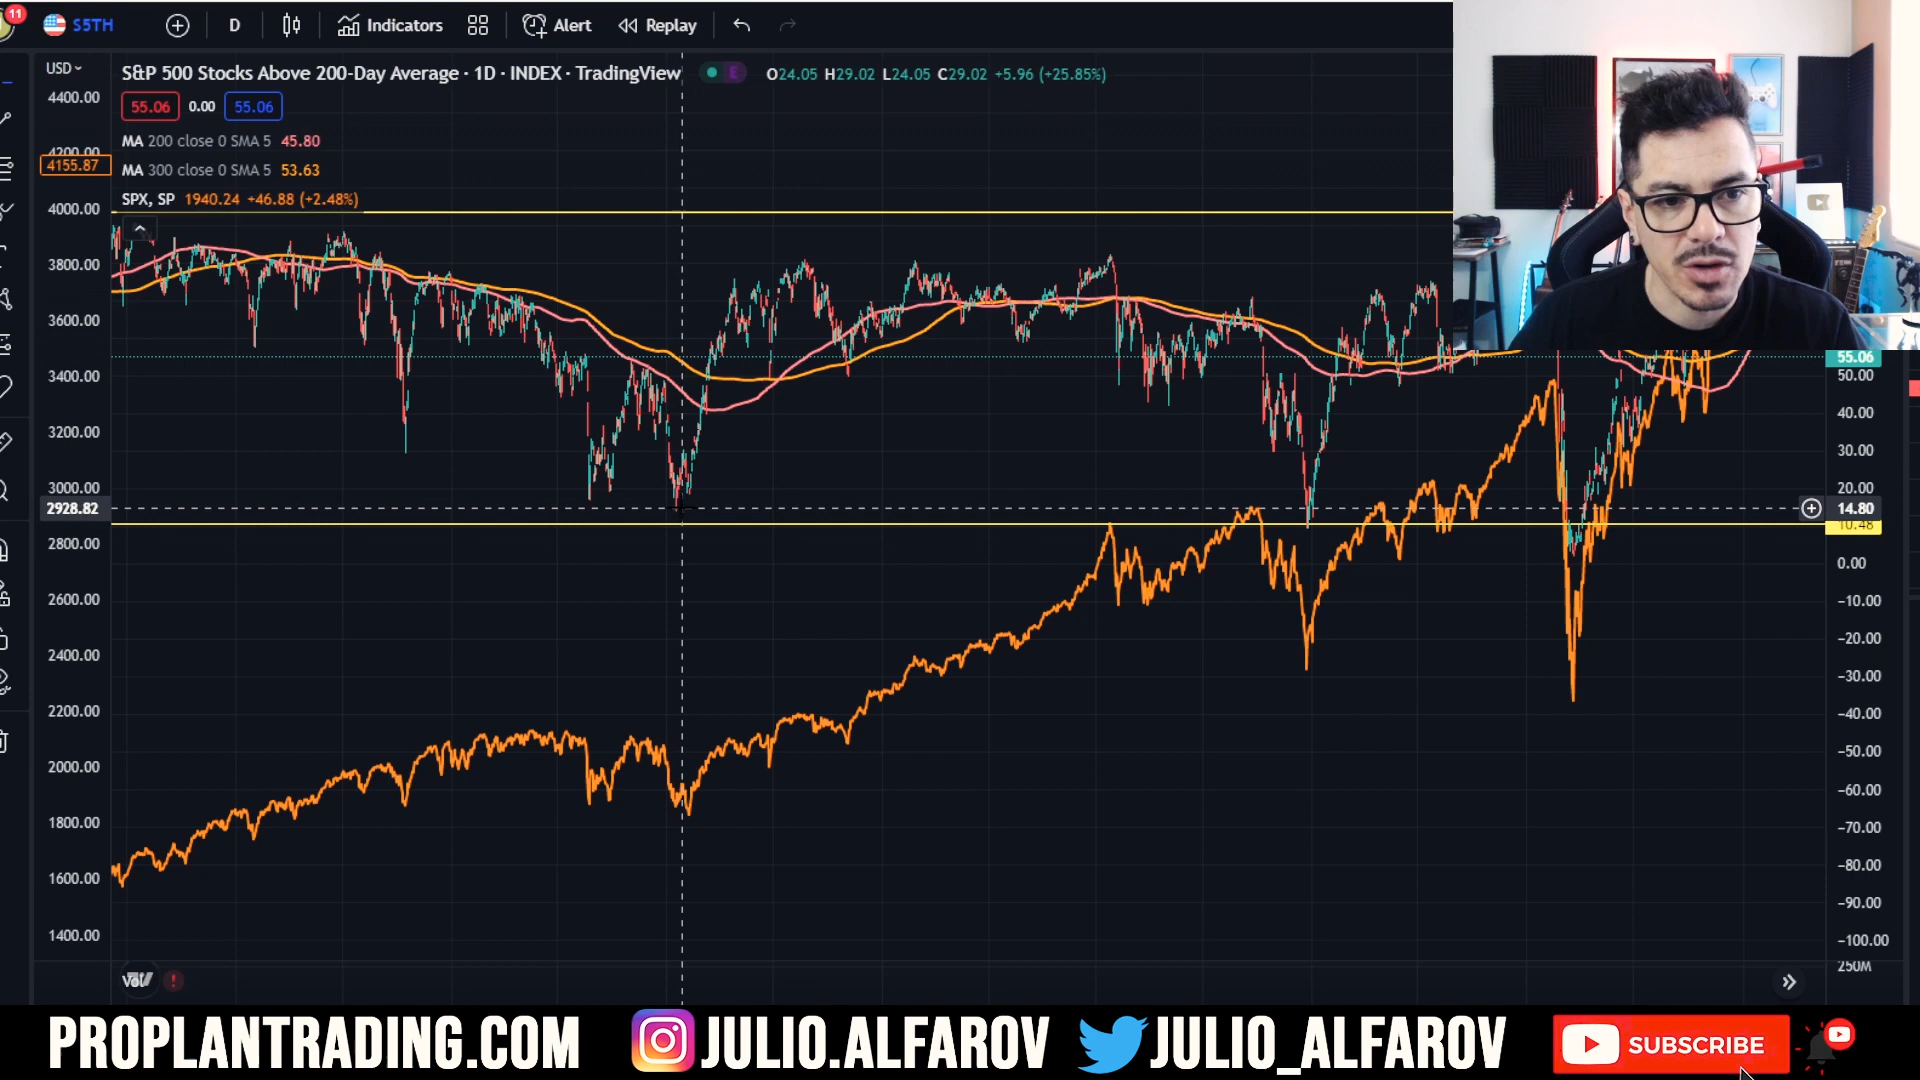 11
S5TH
D
Indicators
Alert
Replay
USD
S&P 500 Stocks Above 200-Day Average · 1D · INDEX · TradingView
E
O24.05 H29.02 L24.05 C29.02 +5.96 (+25.85%)
55.06 0.00 55.06
MA 200 close 0 SMA 5 45.80
MA 300 close 0 SMA 5 53.63
SPX, SP 1940.24 +46.88 (+2.48%)
4400.00
4200.00
4155.87
4000.00
3800.00
3600.00
3400.00
3200.00
3000.00
2928.82
2800.00
2600.00
2400.00
2200.00
2000.00
1800.00
1600.00
1400.00
55.06
50.00
40.00
30.00
20.00
14.80
10.48
0.00
−10.00
−20.00
−30.00
−40.00
−50.00
−60.00
−70.00
−80.00
−90.00
−100.00
250M
Vol
PROPLANTRADING.COM
JULIO.ALFAROV
JULIO_ALFAROV
SUBSCRIBE